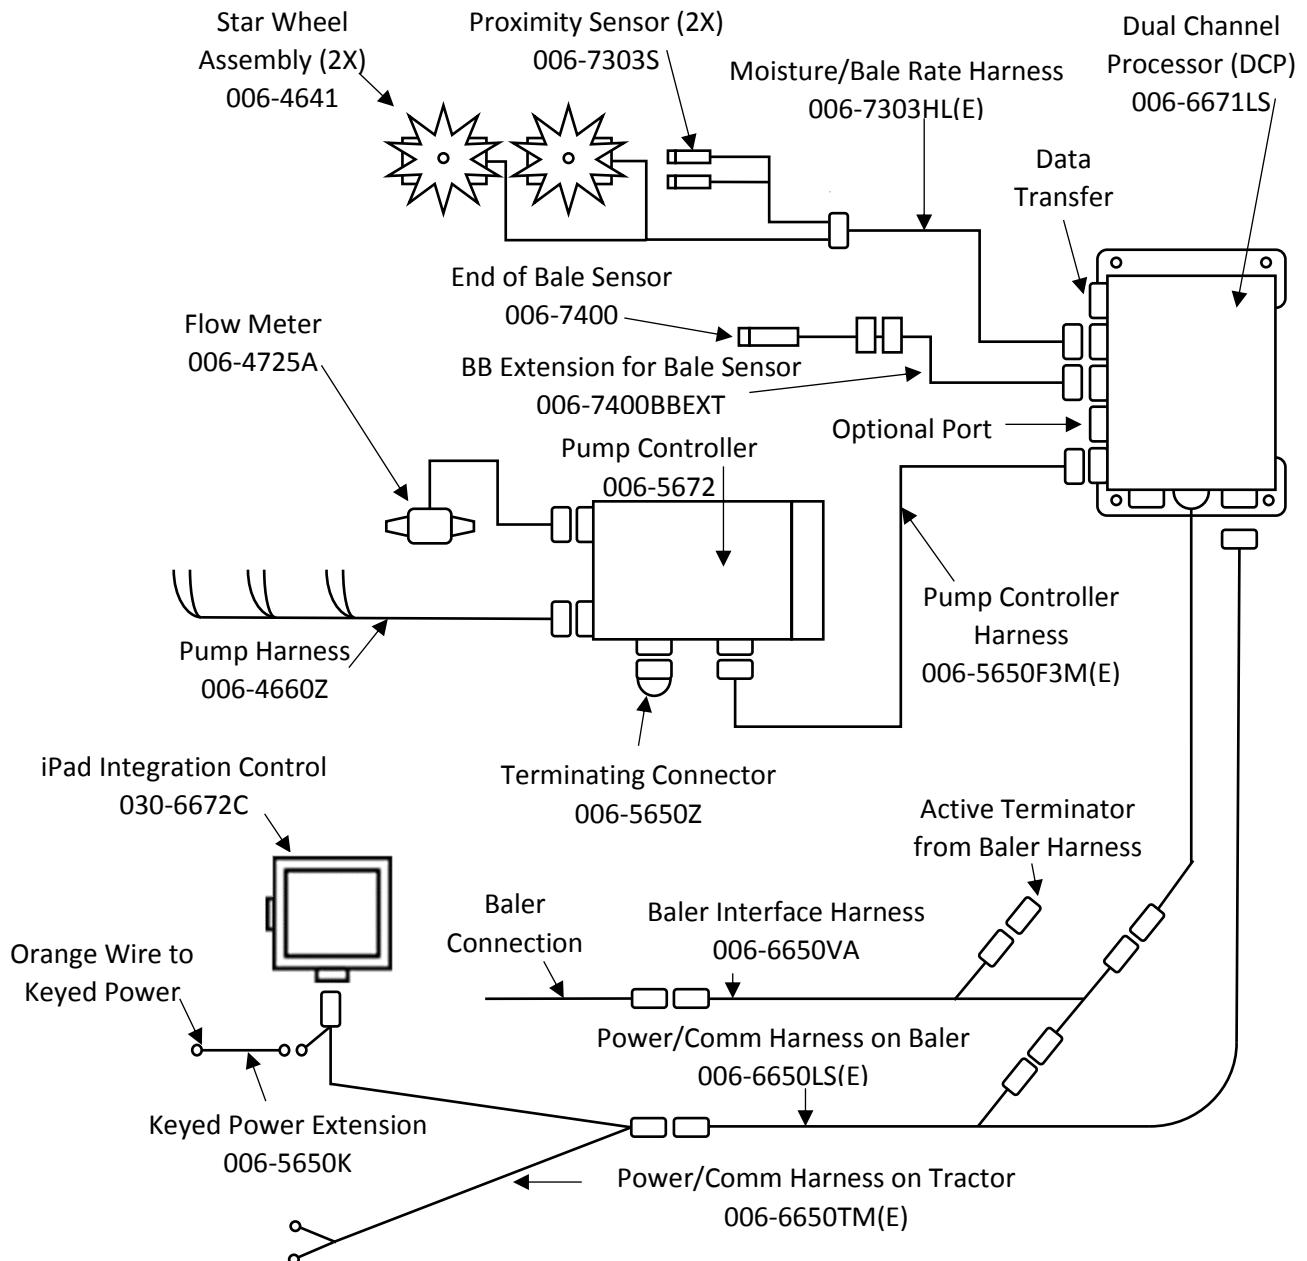 Star Wheel
Assembly (2X)
006-4641
Proximity Sensor (2X)
006-7303S
Moisture/Bale Rate Harness
006-7303HL(E)
Dual Channel
Processor (DCP)
006-6671LS
Data
Transfer
End of Bale Sensor
006-7400
Flow Meter
006-4725A
BB Extension for Bale Sensor
006-7400BBEXT
Optional Port
Pump Controller
006-5672
Pump Controller
Harness
006-5650F3M(E)
Pump Harness
006-4660Z
Terminating Connector
006-5650Z
iPad Integration Control
030-6672C
Active Terminator
from Baler Harness
Baler
Connection
Baler Interface Harness
006-6650VA
Orange Wire to
Keyed Power
Power/Comm Harness on Baler
006-6650LS(E)
Keyed Power Extension
006-5650K
Power/Comm Harness on Tractor
006-6650TM(E)